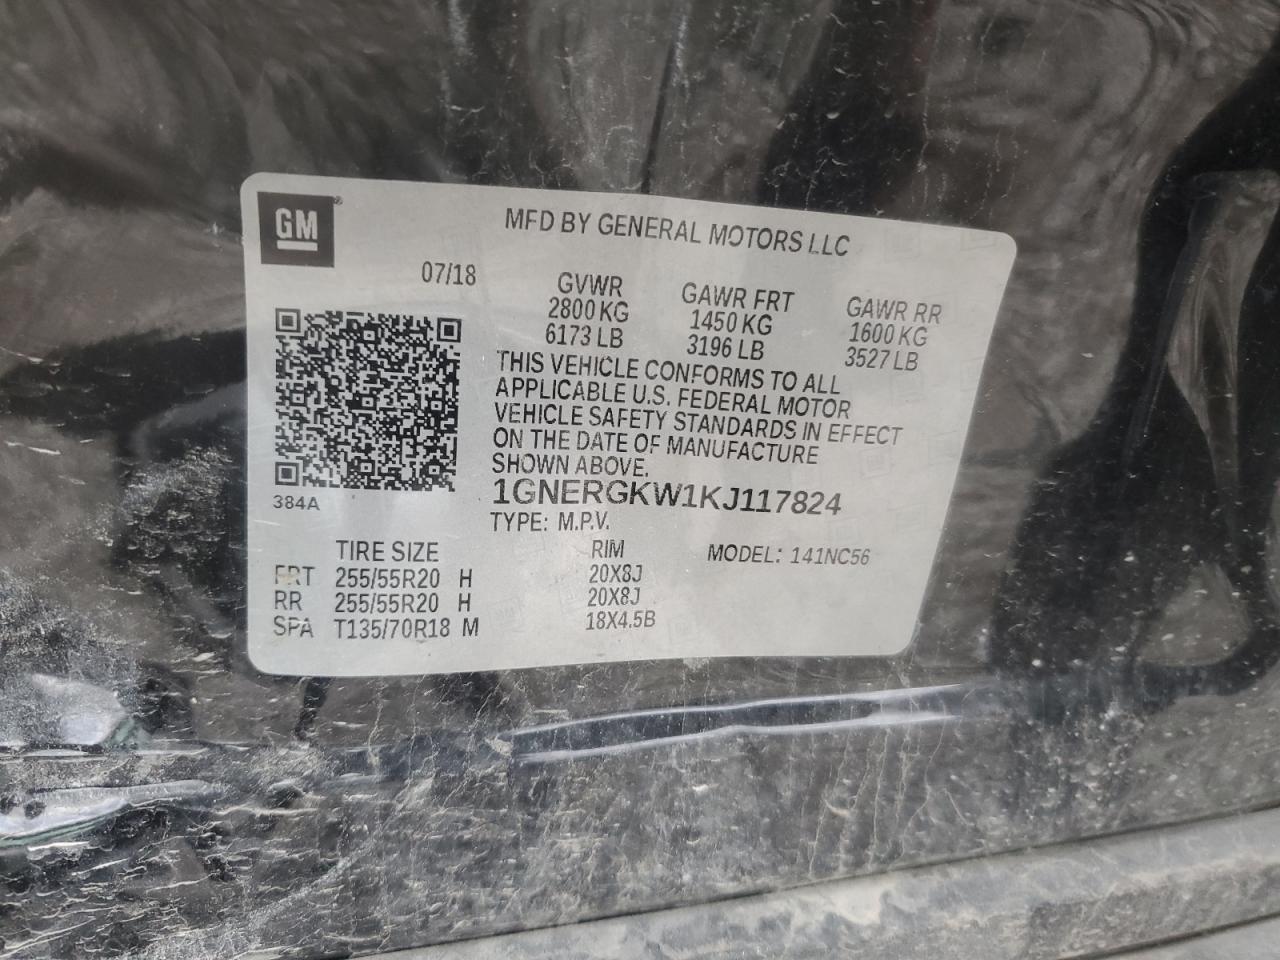 GM
MFD BY GENERAL MOTORS LLC
07/18
GVWR GAWR FRT GAWR RR
2800 KG 1450 KG 1600 KG
6173 LB 3196 LB 3527 LB
THIS VEHICLE CONFORMS TO ALL
APPLICABLE U.S. FEDERAL MOTOR
VEHICLE SAFETY STANDARDS IN EFFECT
ON THE DATE OF MANUFACTURE
SHOWN ABOVE.
1GNERGKW1KJ117824
384A
TYPE: M.P.V.
TIRE SIZE RIM MODEL: 141NC56
FRT 255/55R20 H 20X8J
RR 255/55R20 H 20X8J
SPA T135/70R18 M 18X4.5B